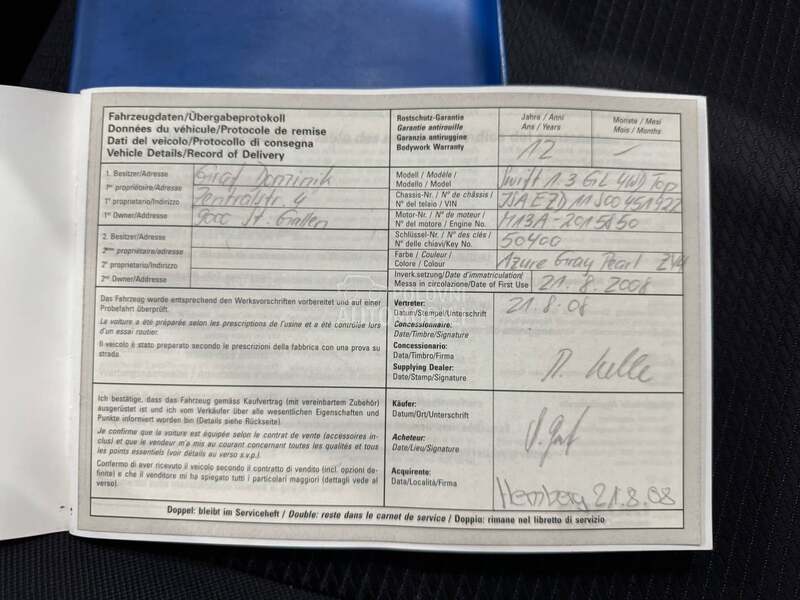 Fahrzeugdaten/Übergabeprotokoll
Données du véhicule/Protocole de remise
Dati del veicolo/Protocollo di consegna
Vehicle Details/Record of Delivery
Rostschutz-Garantie
Garantie antirouille
Garanzia antiruggine
Bodywork Warranty
Jahre / Anni
Ans / Years
12
Monate / Mesi
Mois / Months
–
1. Besitzer/Adresse
1er propriétaire/Adresse
1° proprietario/Indirizzo
1st Owner/Address
Graf Dominik
Zentralstr. 4
9000 St. Gallen
Modell / Modèle /
Modello / Model
Swift 1.3 GL 4WD Top
Chassis-Nr. / N° de châssis /
N° del telaio / VIN
JSAEZD11S00451922
Motor-Nr. / N° de moteur /
N° del motore / Engine No.
M13A-2015850
2. Besitzer/Adresse
2ème propriétaire/adresse
2° proprietario/Indirizzo
2nd Owner/Address
Schlüssel-Nr. / N° des clés /
N° delle chiavi/Key No.
50400
Farbe / Couleur /
Colore / Colour
Azure Gray Pearl ZV4
Inverk.setzung/Date d'immatriculation/
Messa in circolazione/Date of First Use
21.8.2008
Das Fahrzeug wurde entsprechend den Werksvorschriften vorbereitet und auf einer
Probefahrt überprüft.
La voiture a été préparée selon les prescriptions de l'usine et a été contrôlée lors
d'un essai routier.
Il veicolo è stato preparato secondo le prescrizioni della fabbrica con una prova su
strada.
Vertreter:
Datum/Stempel/Unterschrift
Concessionnaire:
Date/Timbre/Signature
Concessionario:
Data/Timbro/Firma
Supplying Dealer:
Date/Stamp/Signature
21.8.08
Ich bestätige, dass das Fahrzeug gemäss Kaufvertrag (mit vereinbartem Zubehör)
ausgerüstet ist und ich vom Verkäufer über alle wesentlichen Eigenschaften und
Punkte informiert worden bin (Details siehe Rückseite).
Je confirme que la voiture est équipée selon le contrat de vente (accessoires in-
clus) et que le vendeur m'a mis au courant concernant toutes les qualités et tous
les points essentiels (voir détails au verso s.v.p.).
Confermo di aver ricevuto il veicolo secondo il contratto di vendito (incl. opzioni de-
finite) e che il venditore mi ha spiegato tutti i particolari maggiori (dettagli vede al
verso).
Käufer:
Datum/Ort/Unterschrift
Acheteur:
Date/Lieu/Signature
Acquirente:
Data/Località/Firma
21.8.08
Doppel: bleibt im Serviceheft / Double: reste dans le carnet de service / Doppio: rimane nel libretto di servizio